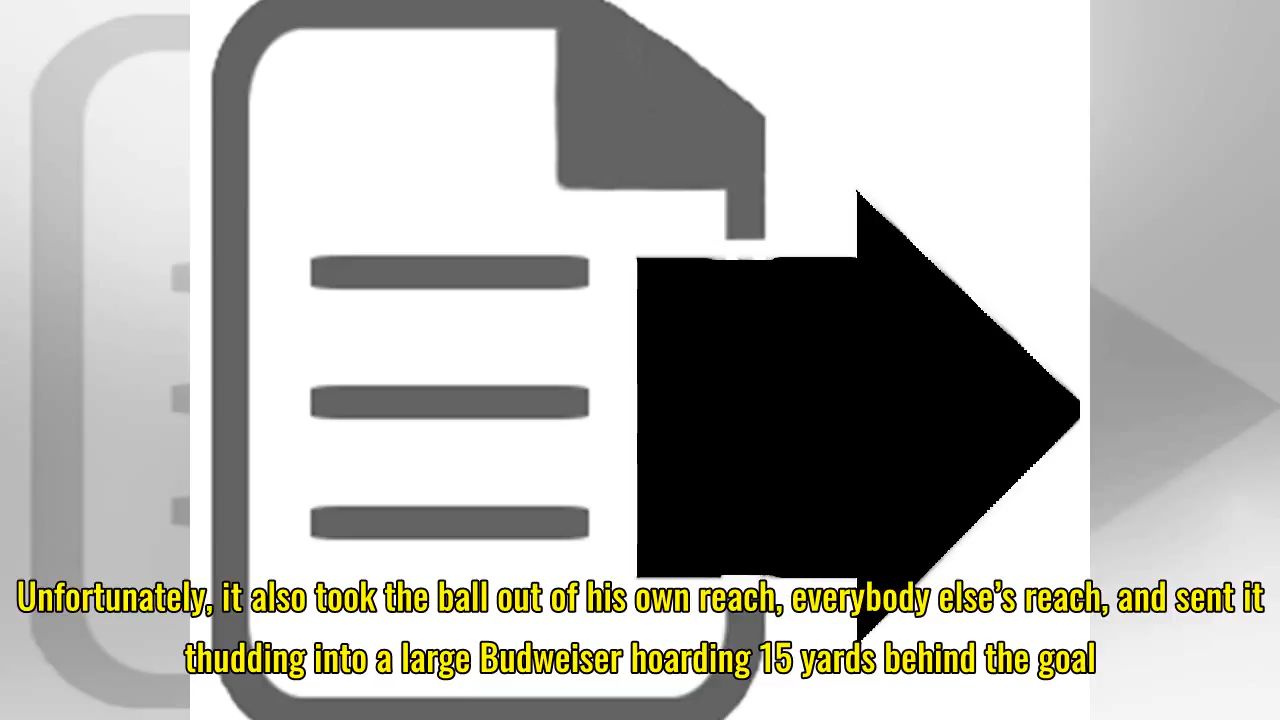 Unfortunately, it also took the ball out of his own reach, everybody else’s reach, and sent it
thudding into a large Budweiser hoarding 15 yards behind the goal